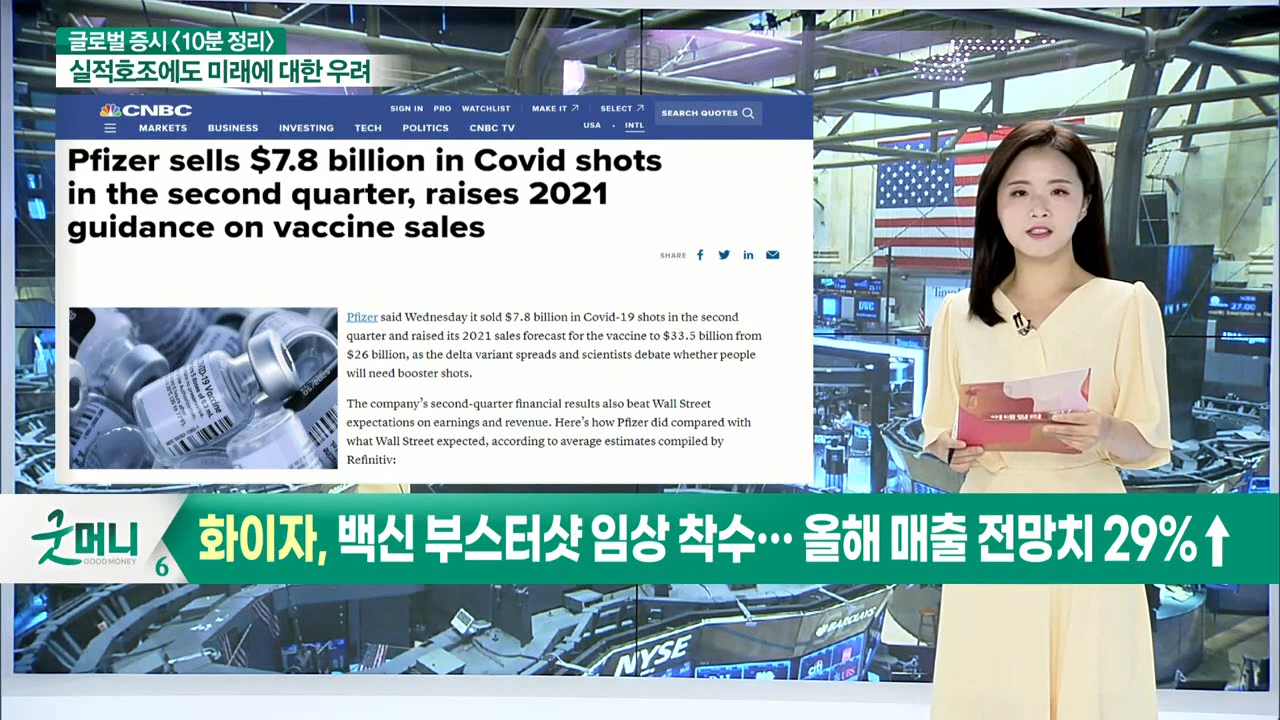 글로벌 증시 〈10분 정리〉
실적호조에도 미래에 대한 우려
CNBC
SIGN IN PRO WATCHLIST MAKE IT SELECT SEARCH QUOTES
MARKETS BUSINESS INVESTING TECH POLITICS CNBC TV USA • INTL
Pfizer sells $7.8 billion in Covid shots
in the second quarter, raises 2021
guidance on vaccine sales
SHARE
Pfizer said Wednesday it sold $7.8 billion in Covid-19 shots in the second
quarter and raised its 2021 sales forecast for the vaccine to $33.5 billion from
$26 billion, as the delta variant spreads and scientists debate whether people
will need booster shots.
The company's second-quarter financial results also beat Wall Street
expectations on earnings and revenue. Here's how Pfizer did compared with
what Wall Street expected, according to average estimates compiled by
Refinitiv:
굿머니
GOOD MONEY
6
화이자, 백신 부스터샷 임상 착수… 올해 매출 전망치 29%↑
NYSE
BARCLAYS
citi